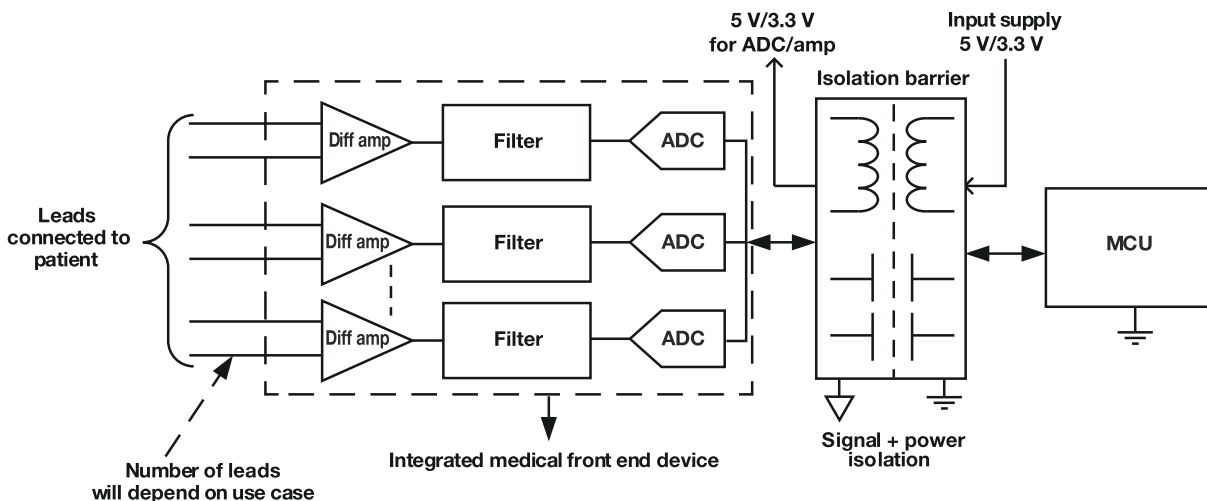 5 V/3.3 V
for ADC/amp
Input supply
5 V/3.3 V
Isolation barrier
Diff amp
Filter
ADC
Leads
connected to
patient
Diff amp
Filter
ADC
MCU
Diff amp
Filter
ADC
Signal + power
isolation
Integrated medical front end device
Number of leads
will depend on use case